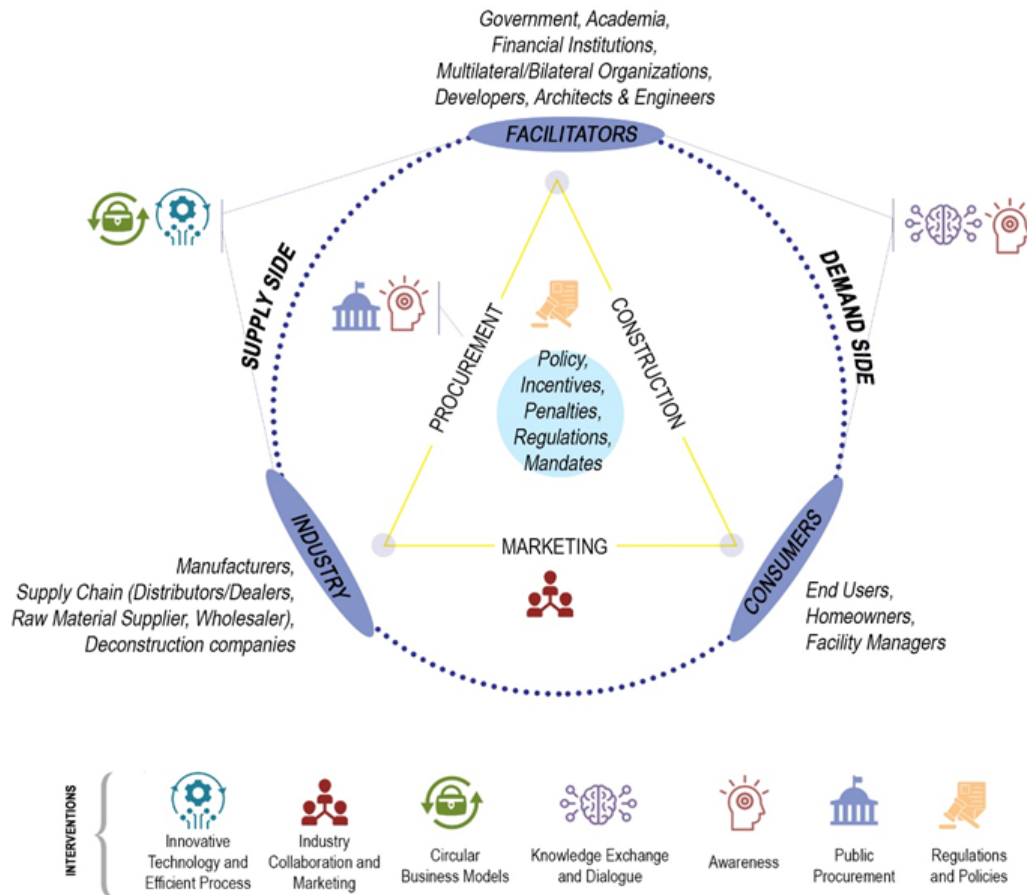 Government, Academia,
Financial Institutions,
Multilateral/Bilateral Organizations,
Developers, Architects & Engineers
FACILITATORS
SUPPLY SIDE
DEMAND SIDE
PROCUREMENT
CONSTRUCTION
Policy,
Incentives,
Penalties,
Regulations,
Mandates
MARKETING
INDUSTRY
CONSUMERS
Manufacturers,
Supply Chain (Distributors/Dealers,
Raw Material Supplier, Wholesaler),
Deconstruction companies
End Users,
Homeowners,
Facility Managers
INTERVENTIONS
Innovative
Technology and
Efficient Process
Industry
Collaboration and
Marketing
Circular
Business Models
Knowledge Exchange
and Dialogue
Awareness
Public
Procurement
Regulations
and Policies